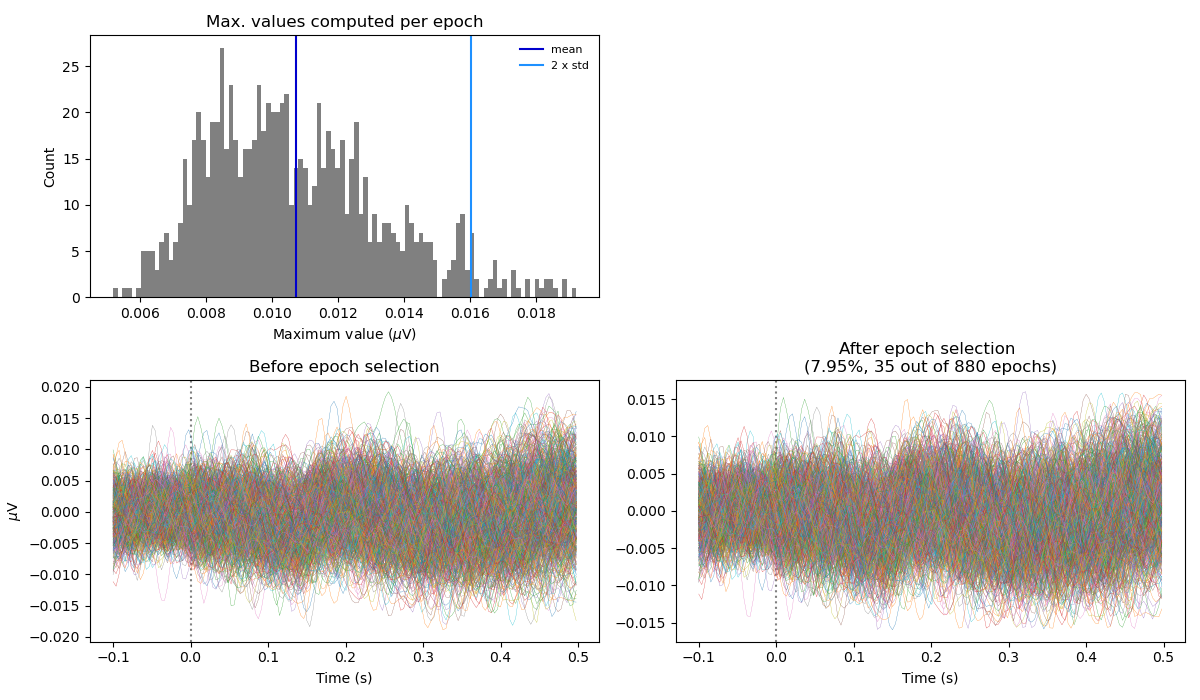 Max. values computed per epoch
mean
2 x std
25
20
15
10
5
0
Count
0.006 0.008 0.010 0.012 0.014 0.016 0.018
Maximum value (μV)
Before epoch selection
0.020
0.015
0.010
0.005
0.000
−0.005
−0.010
−0.015
−0.020
μV
−0.1 0.0 0.1 0.2 0.3 0.4 0.5
Time (s)
After epoch selection
(7.95%, 35 out of 880 epochs)
0.015
0.010
0.005
0.000
−0.005
−0.010
−0.015
−0.1 0.0 0.1 0.2 0.3 0.4 0.5
Time (s)